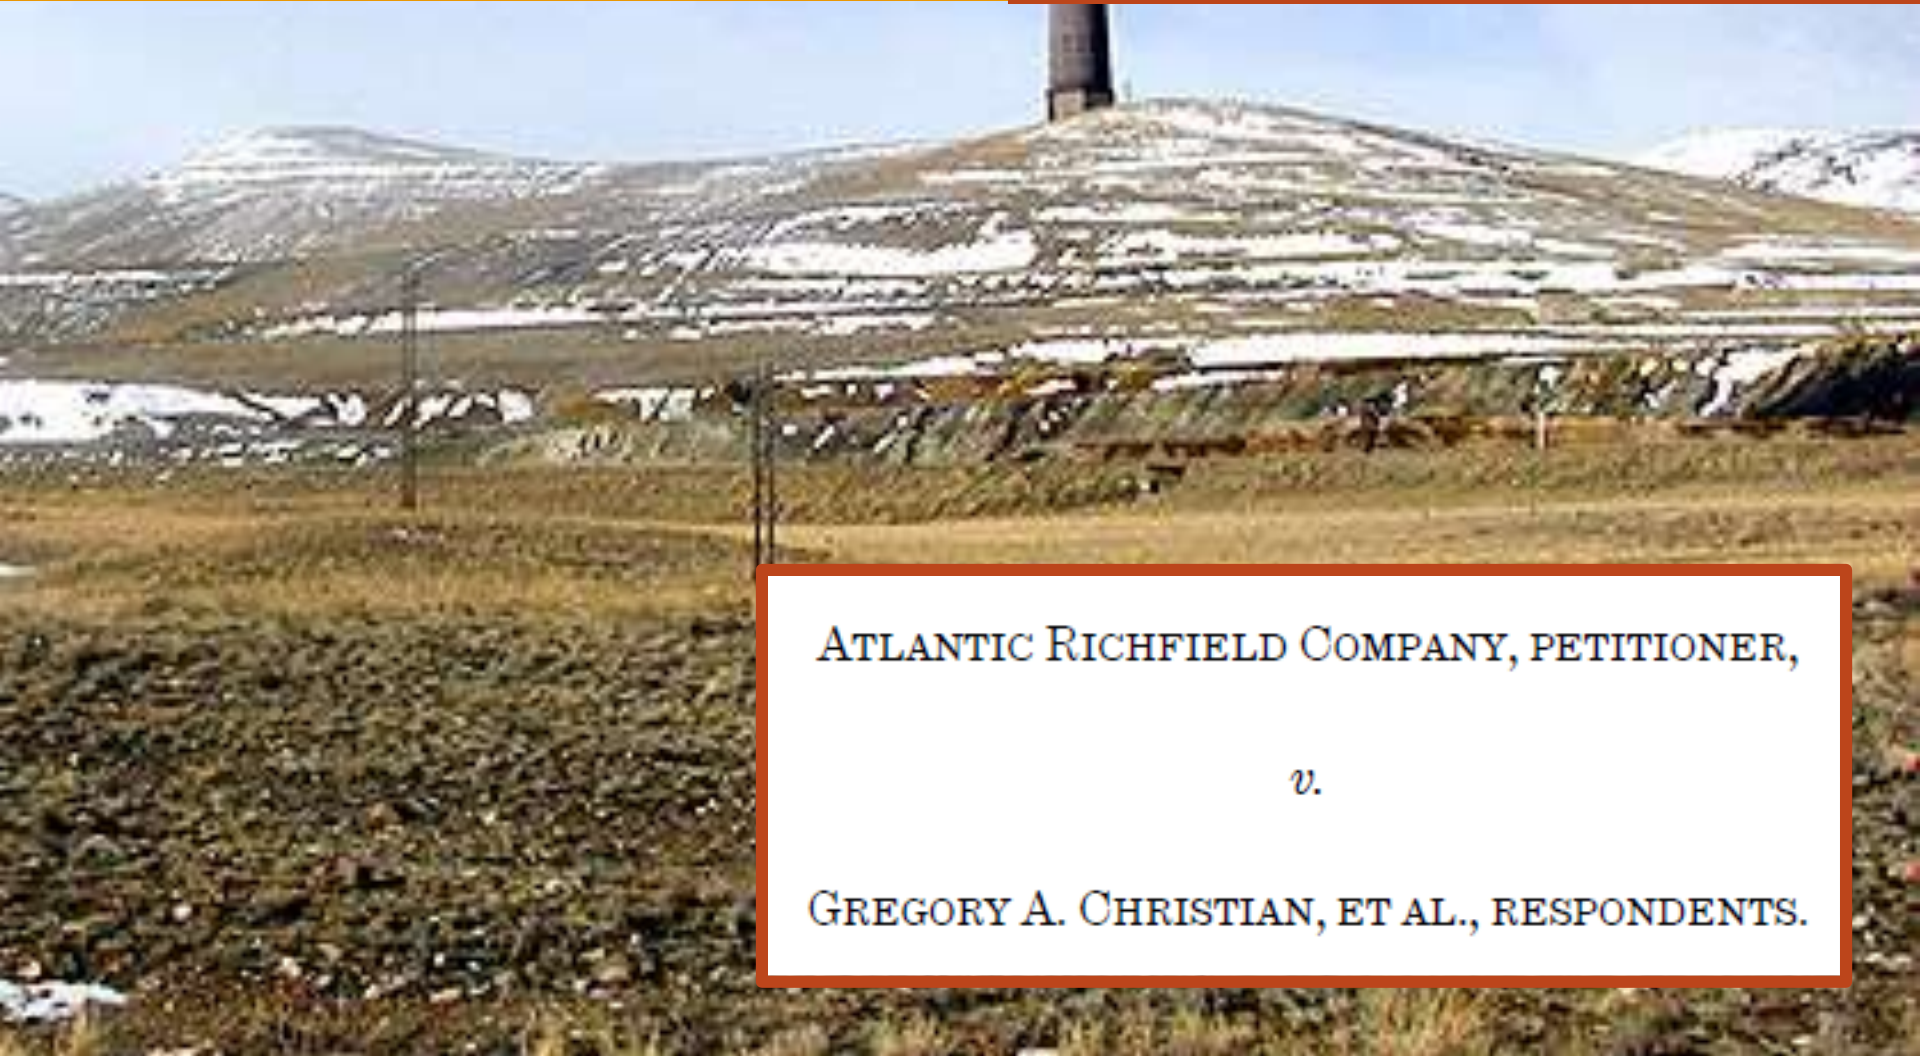 ATLANTIC RICHFIELD COMPANY, PETITIONER,
v.
GREGORY A. CHRISTIAN, ET AL., RESPONDENTS.